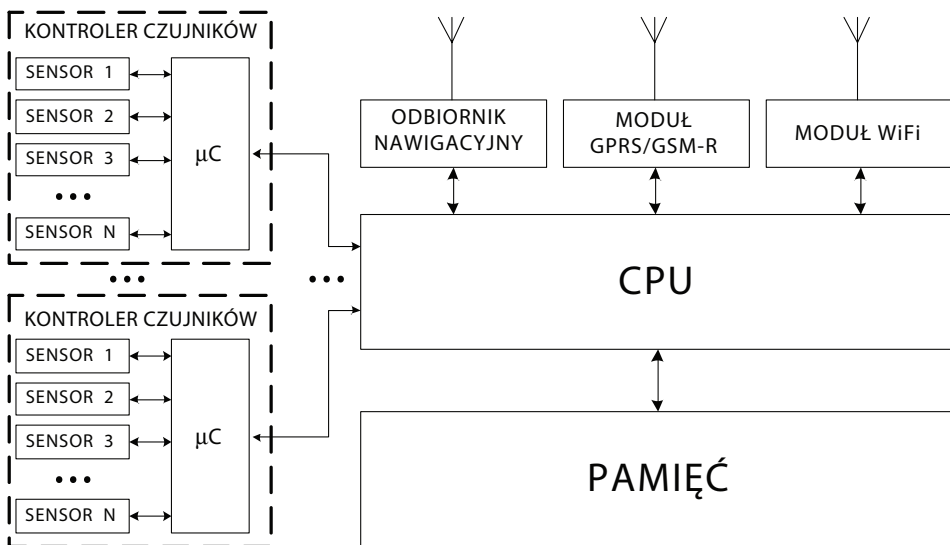 KONTROLER CZUJNIKÓW
SENSOR 1
SENSOR 2
SENSOR 3
•••
SENSOR N
µC
•••
KONTROLER CZUJNIKÓW
SENSOR 1
SENSOR 2
SENSOR 3
•••
SENSOR N
µC
•••
ODBIORNIK
NAWIGACYJNY
MODUŁ
GPRS/GSM-R
MODUŁ WiFi
CPU
PAMIĘĆ